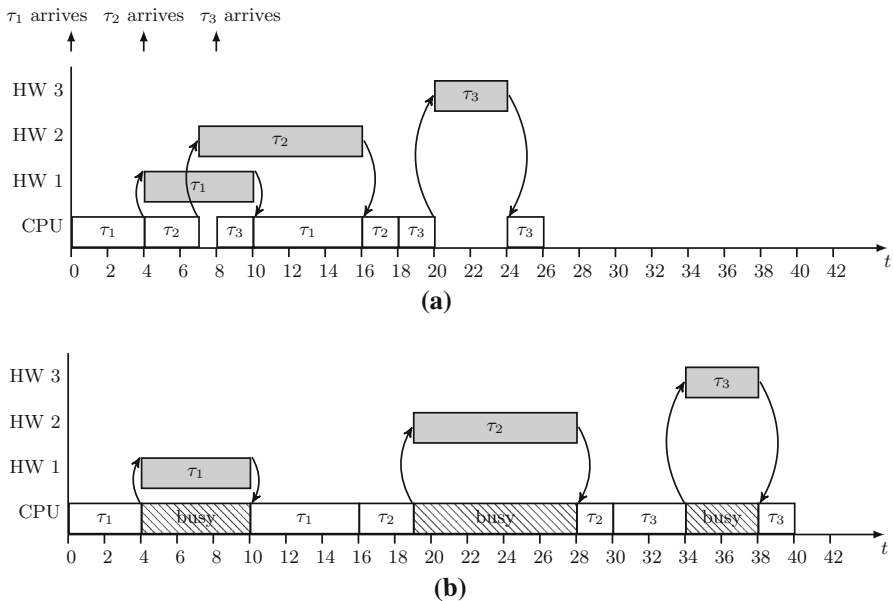 τ1 arrives τ2 arrives τ3 arrives
HW 3 τ3
HW 2 τ2
HW 1 τ1
CPU τ1 τ2 τ3 τ1 τ2 τ3 τ3
0 2 4 6 8 10 12 14 16 18 20 22 24 26 28 30 32 34 36 38 40 42 t
(a)
HW 3 τ3
HW 2 τ2
HW 1 τ1
CPU τ1 busy τ1 τ2 busy τ2 τ3 busy τ3
0 2 4 6 8 10 12 14 16 18 20 22 24 26 28 30 32 34 36 38 40 42 t
(b)